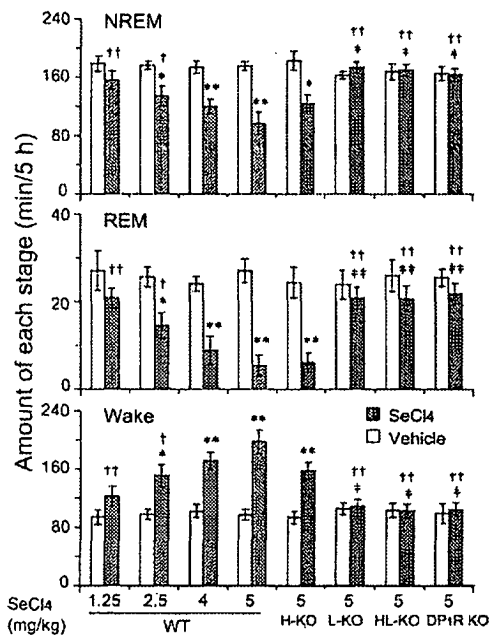 Amount of each stage (min/5 h)
NREM
240
160
80
0
†† † * ** ** * †† ‡ †† ‡ †† ‡
REM
40
20
0
†† † * ** ** ** †† ‡‡ †† ‡‡ †† ‡‡
Wake
240
160
80
0
†† † * ** ** ** †† ‡ †† ‡ †† ‡
SeCl4
Vehicle
SeCl4 1.25 2.5 4 5 5 5 5 5
(mg/kg) WT H-KO L-KO HL-KO DP1R KO